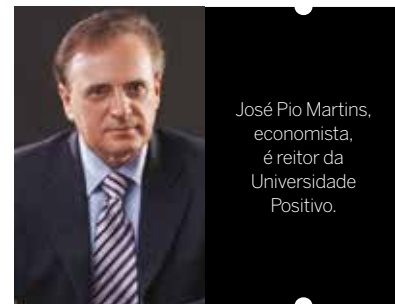 José Pio Martins,
economista,
é reitor da
Universidade
Positivo.